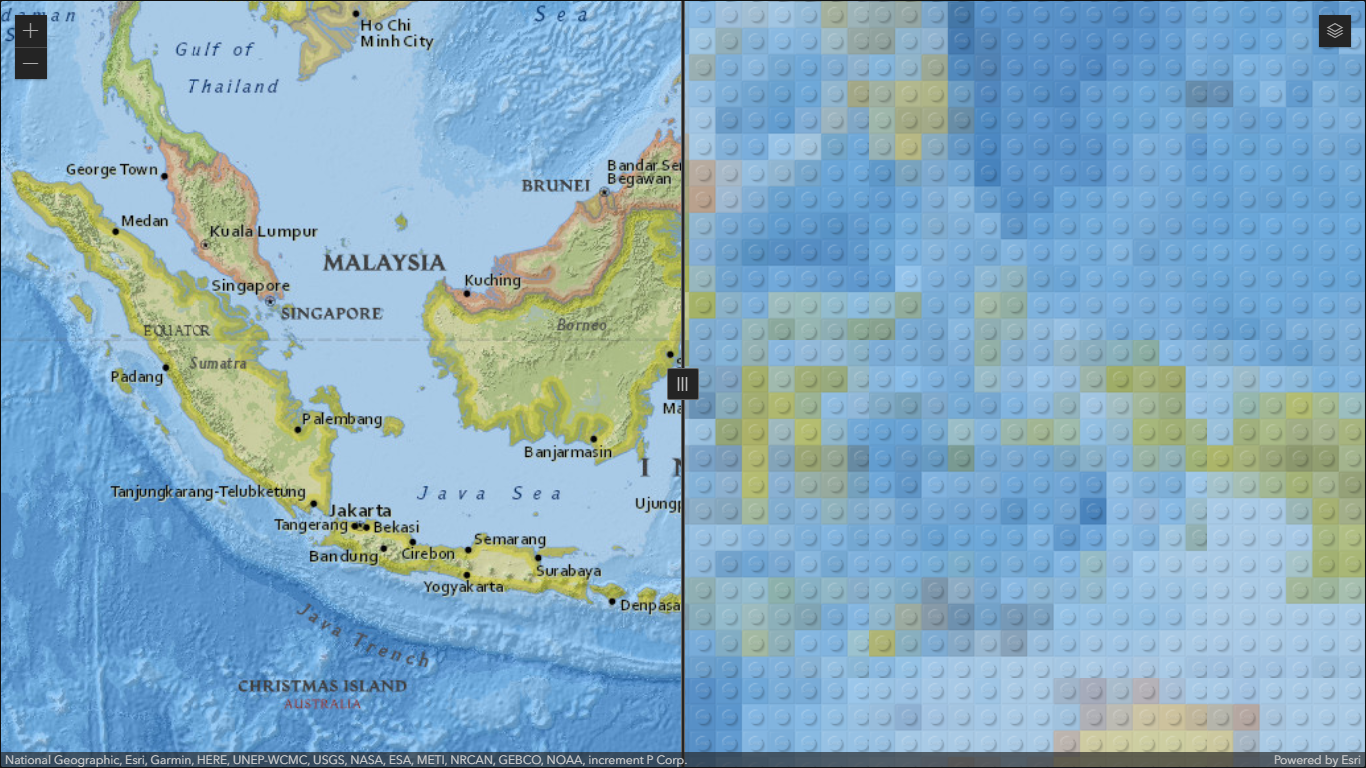 daman
S
Sea
Ho Chi
Minh City
Gulf of
Thailand
George Town
Bandar Ser
Begawan
BRUNEI
Medan
Kuala Lumpur
MALAYSIA
Kuching
Singapore
SINGAPORE
EQUATOR
Borneo
Sumatra
Padang
Ma
Palembang
Banjarmasin
I N
Tanjungkarang-Telubketung
Java Sea
Ujungp
Jakarta
Tangerang
Bekasi
Bandung
Cirebon
Semarang
Surabaya
Yogyakarta
Denpasa
Java Trench
CHRISTMAS ISLAND
AUSTRALIA
National Geographic, Esri, Garmin, HERE, UNEP-WCMC, USGS, NASA, ESA, METI, NRCAN, GEBCO, NOAA, increment P Corp.
Powered by Esri